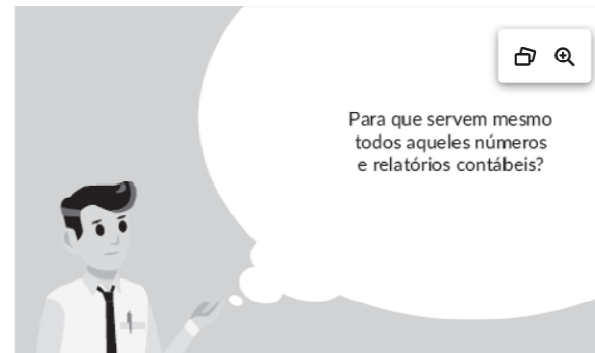 Para que servem mesmo
todos aqueles números
e relatórios contábeis?